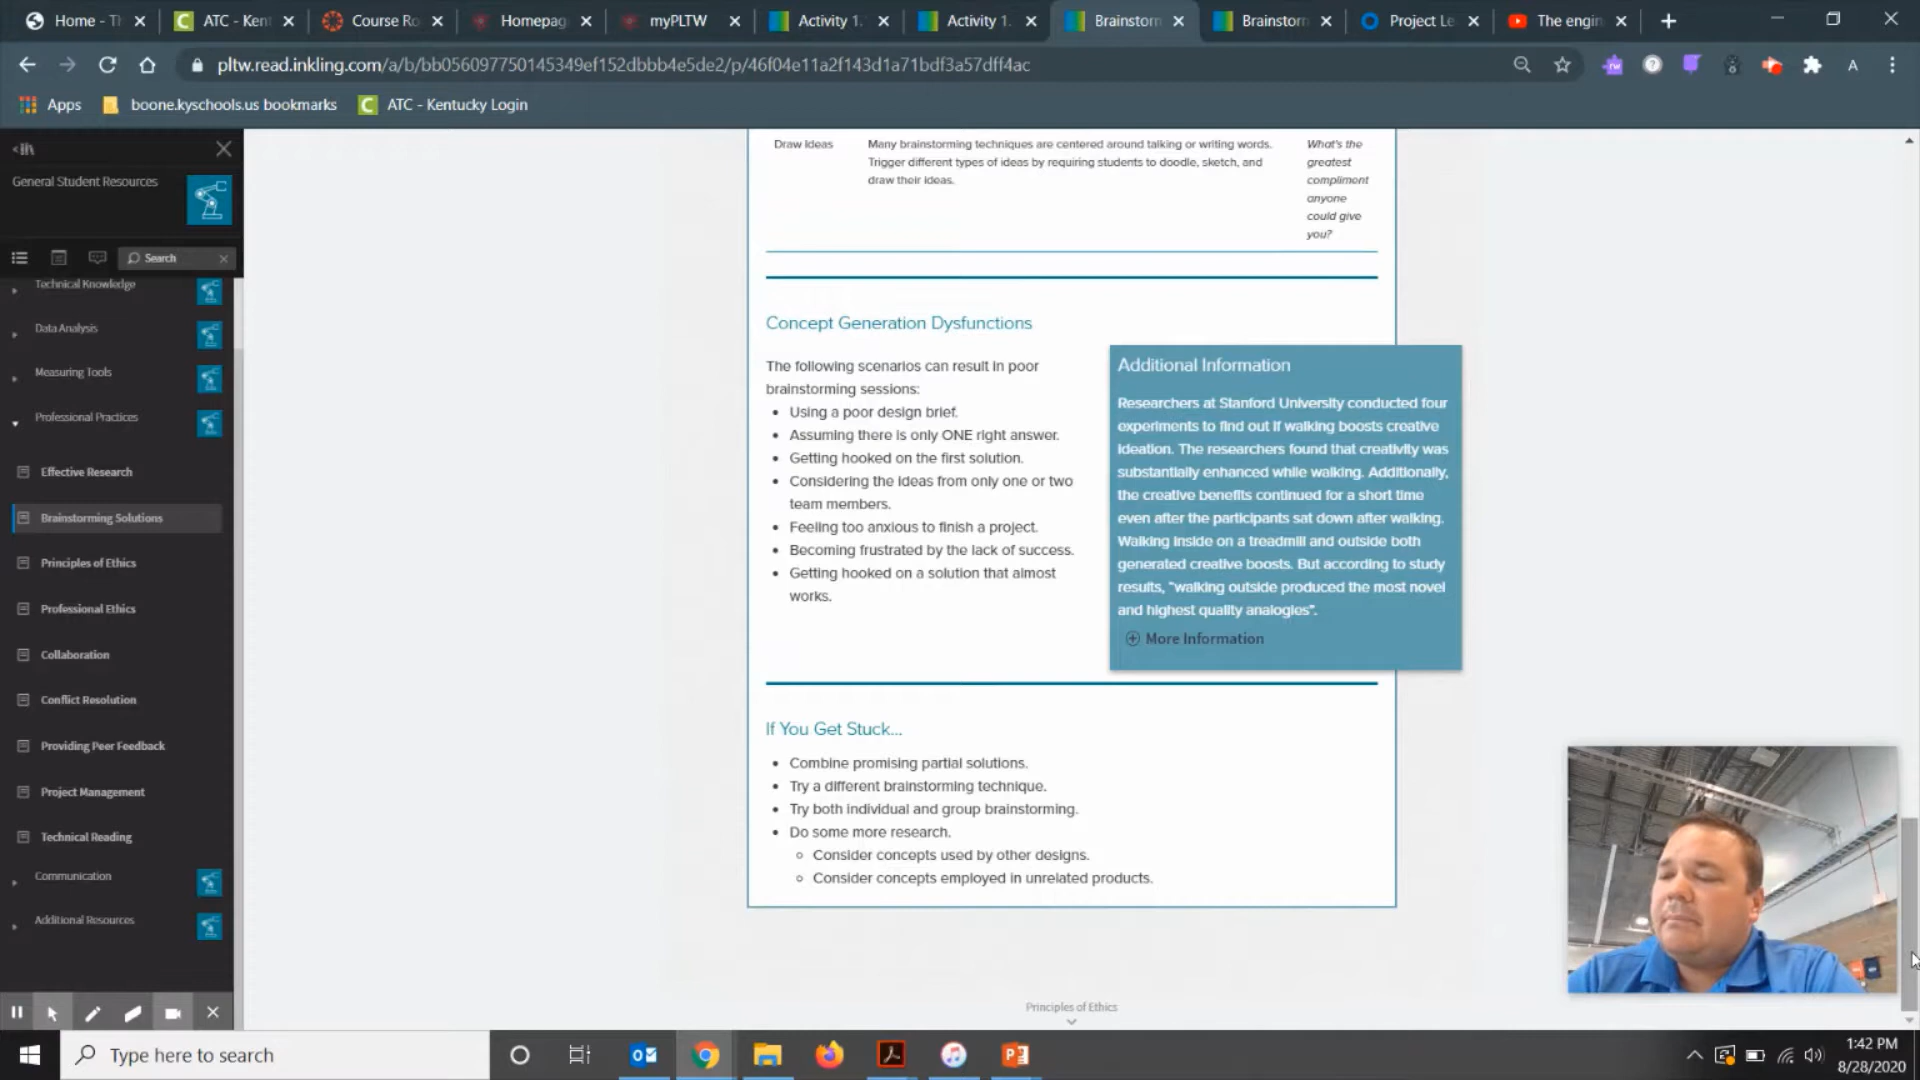 Home - T
ATC - Kent
Course Ro
Homepag
myPLTW
Activity 1.
Activity 1.
Brainstorm
Brainstorm
Project Le
The engin
pltw.read.inkling.com/a/b/bb056097750145349ef152dbbb4e5de2/p/46f04e11a2f143d1a71bdf3a57dff4ac
A
Apps
boone.kyschools.us bookmarks
ATC - Kentucky Login
General Student Resources
Search
Technical Knowledge
Data Analysis
Measuring Tools
Professional Practices
Effective Research
Brainstorming Solutions
Principles of Ethics
Professional Ethics
Collaboration
Conflict Resolution
Providing Peer Feedback
Project Management
Technical Reading
Communication
Additional Resources
Draw Ideas
Many brainstorming techniques are centered around talking or writing words.
Trigger different types of ideas by requiring students to doodle, sketch, and
draw their ideas.
What's the
greatest
compliment
anyone
could give
you?
Concept Generation Dysfunctions
The following scenarios can result in poor
brainstorming sessions:
• Using a poor design brief.
• Assuming there is only ONE right answer.
• Getting hooked on the first solution.
• Considering the ideas from only one or two
team members.
• Feeling too anxious to finish a project.
• Becoming frustrated by the lack of success.
• Getting hooked on a solution that almost
works.
Additional Information
Researchers at Stanford University conducted four
experiments to find out if walking boosts creative
ideation. The researchers found that creativity was
substantially enhanced while walking. Additionally,
the creative benefits continued for a short time
even after the participants sat down after walking.
Walking inside on a treadmill and outside both
generated creative boosts. But according to study
results, "walking outside produced the most novel
and highest quality analogies".
More Information
If You Get Stuck...
• Combine promising partial solutions.
• Try a different brainstorming technique.
• Try both individual and group brainstorming.
• Do some more research.
○ Consider concepts used by other designs.
○ Consider concepts employed in unrelated products.
Principles of Ethics
Type here to search
1:42 PM
8/28/2020